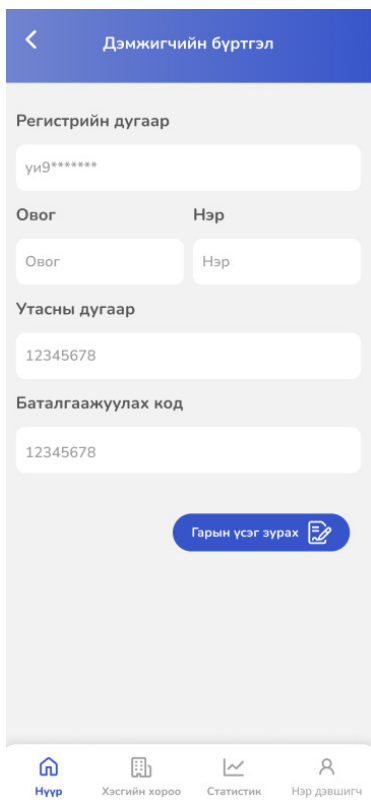 Дэмжигчийн бүртгэл
Регистрийн дугаар
уи9*******
Овог Нэр
Овог Нэр
Утасны дугаар
12345678
Баталгаажуулах код
12345678
Гарын үсэг зурах
Нүүр Хэсгийн хороо Статистик Нэр дэвшигч